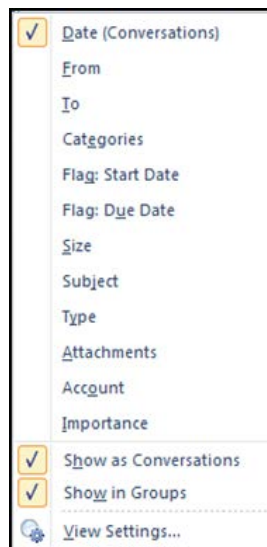 Date (Conversations)
From
To
Categories
Flag: Start Date
Flag: Due Date
Size
Subject
Type
Attachments
Account
Importance
Show as Conversations
Show in Groups
View Settings...